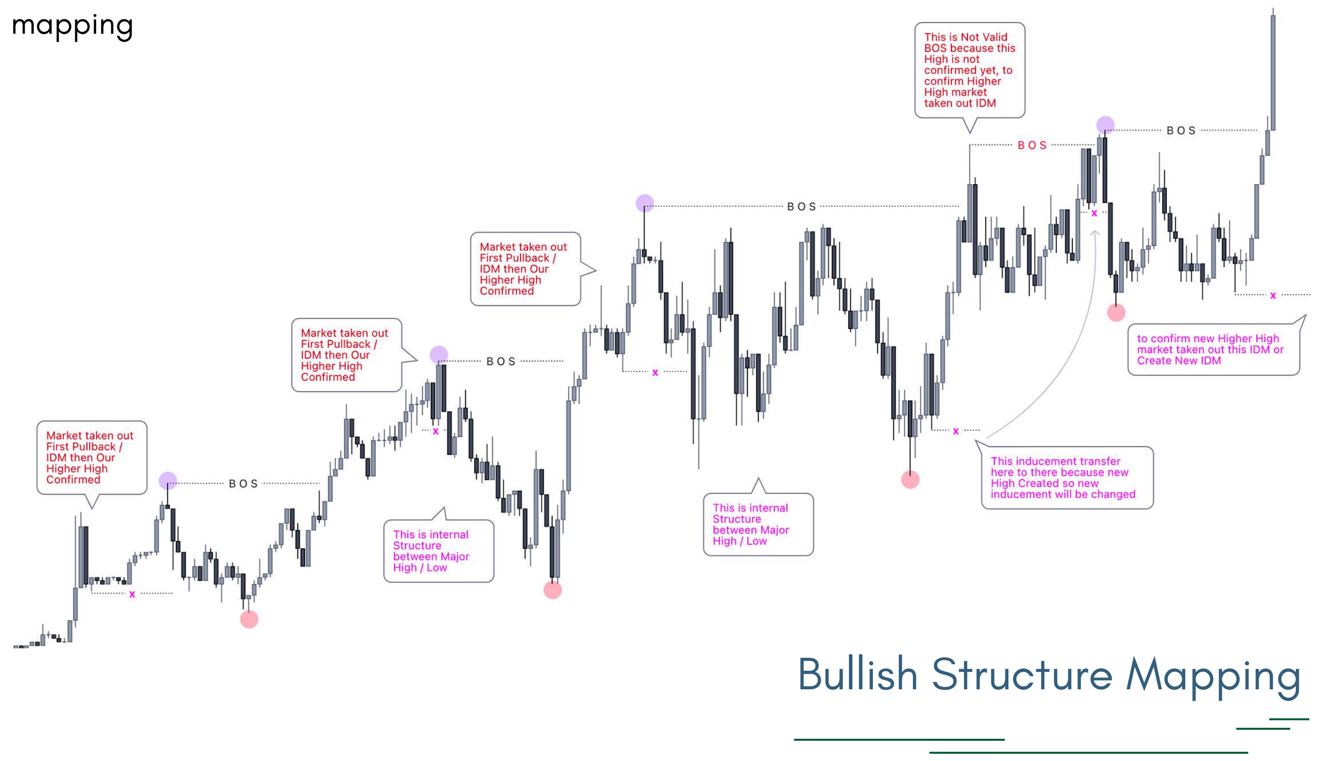 mapping
This is Not Valid
BOS because this
High is not
confirmed yet, to
confirm Higher
High market
taken out IDM
BOS
BOS
BOS
x
Market taken out
First Pullback /
IDM then Our
Higher High
Confirmed
x
to confirm new Higher High
market taken out this IDM or
Create New IDM
Market taken out
First Pullback /
IDM then Our
Higher High
Confirmed
BOS
x
x
x
Market taken out
First Pullback /
IDM then Our
Higher High
Confirmed
BOS
This inducement transfer
here to there because new
High Created so new
inducement will be changed
This is internal
Structure
between Major
High / Low
This is internal
Structure
between Major
High / Low
x
Bullish Structure Mapping